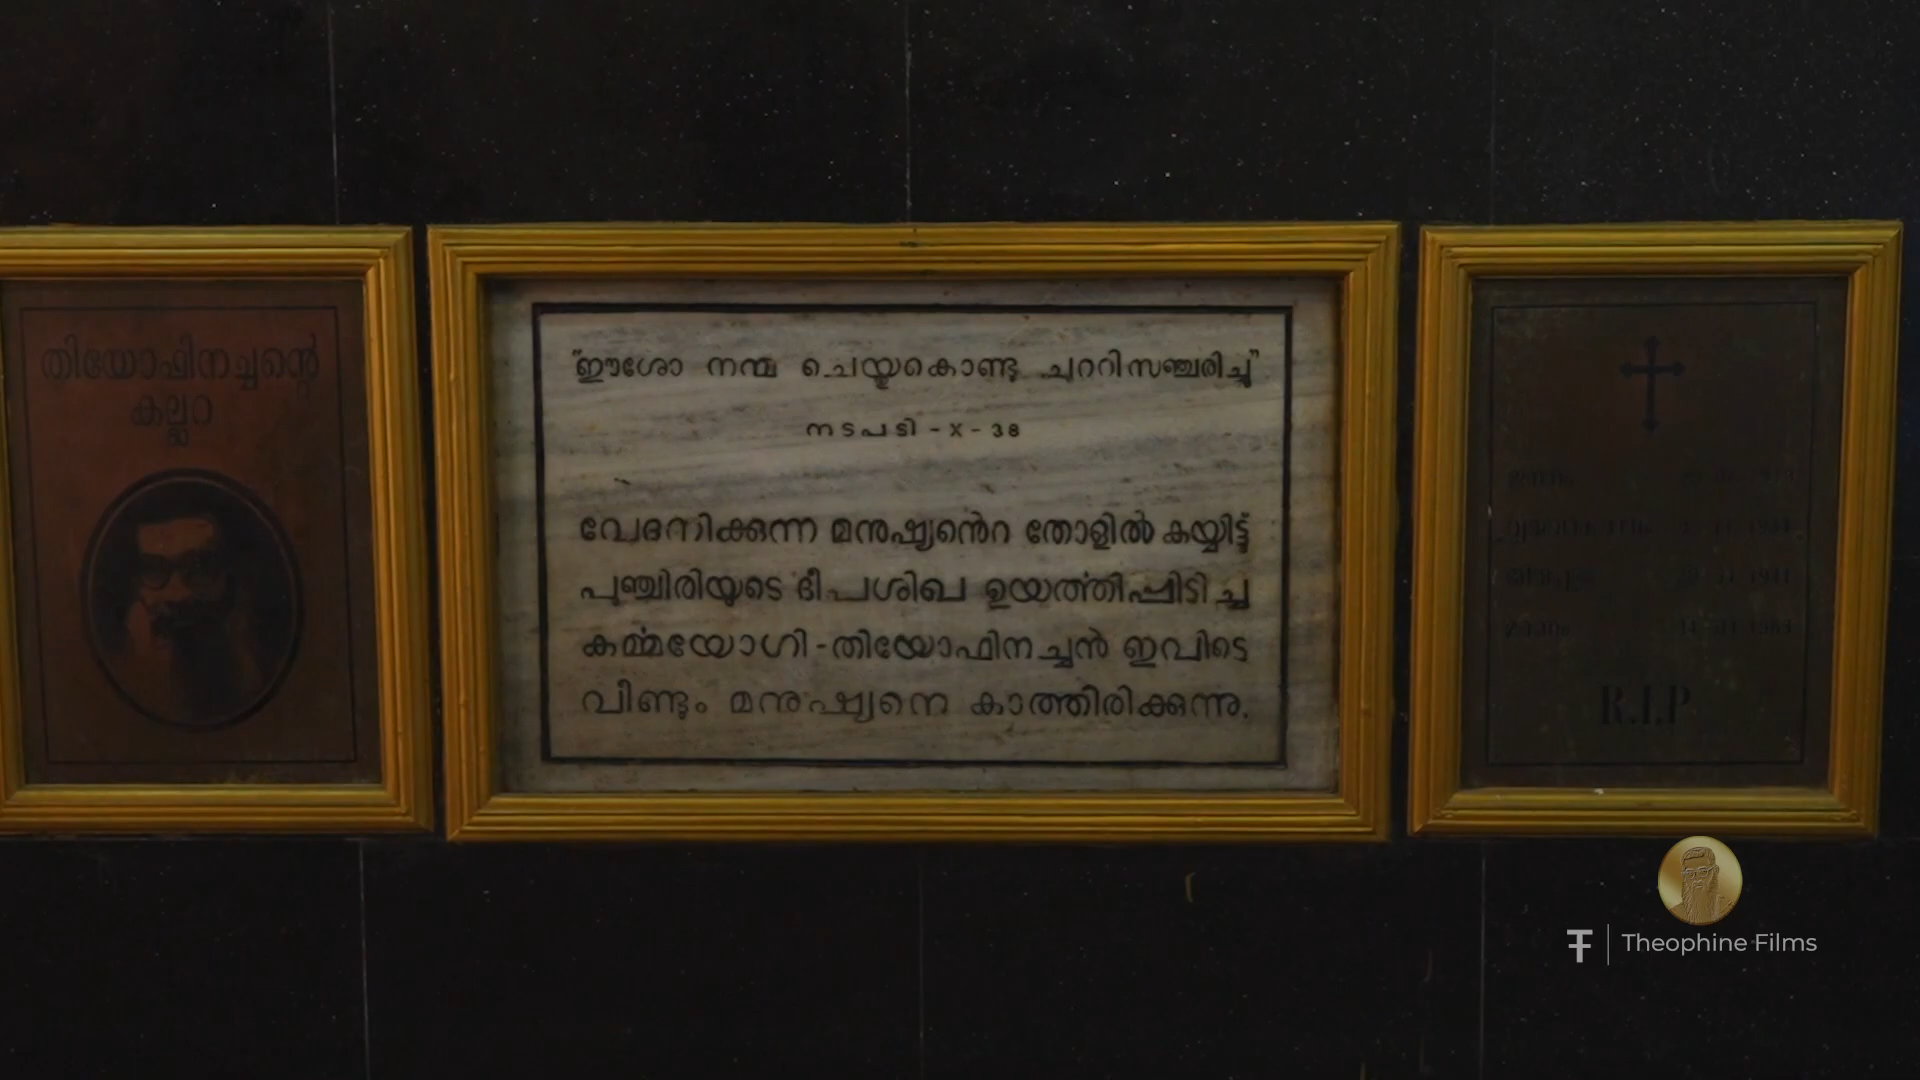 തിയോഫിനച്ചന്റെ
കല്ലറ
"ഈശോ നന്മ ചെയ്തുകൊണ്ടു ചുററിസഞ്ചരിച്ചു"
നടപടി - X - 38
വേദനിക്കുന്ന മനുഷ്യൻെറ തോളിൽ കയ്യിട്ട്
പുഞ്ചിരിയുടെ ദീപശിഖ ഉയർത്തിപ്പിടിച്ച
കർമ്മയോഗി - തിയോഫിനച്ചൻ ഇവിടെ
വീണ്ടും മനുഷ്യനെ കാത്തിരിക്കുന്നു.
R.I.P
Theophine Films